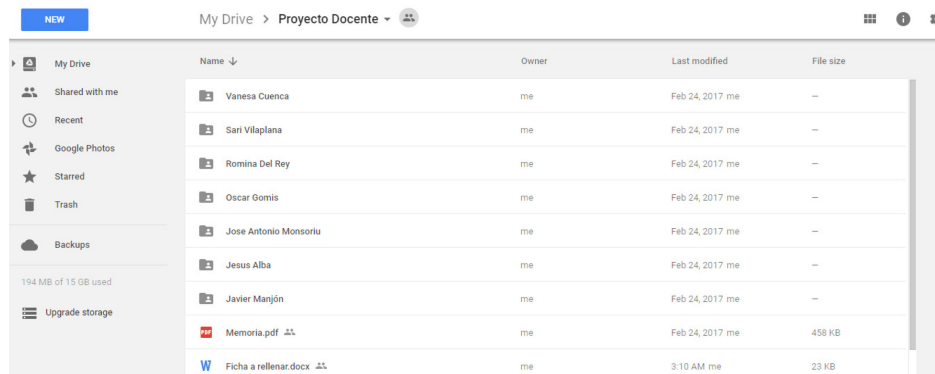 NEW
My Drive > Proyecto Docente
My Drive
Shared with me
Recent
Google Photos
Starred
Trash
Backups
194 MB of 15 GB used
Upgrade storage
Name Owner Last modified File size
Vanesa Cuenca me Feb 24, 2017 me –
Sari Vilaplana me Feb 24, 2017 me –
Romina Del Rey me Feb 24, 2017 me –
Oscar Gomis me Feb 24, 2017 me –
Jose Antonio Monsoriu me Feb 24, 2017 me –
Jesus Alba me Feb 24, 2017 me –
Javier Manjón me Feb 24, 2017 me –
PDF Memoria.pdf me Feb 24, 2017 me 458 KB
W Ficha a rellenar.docx me 3:10 AM me 23 KB